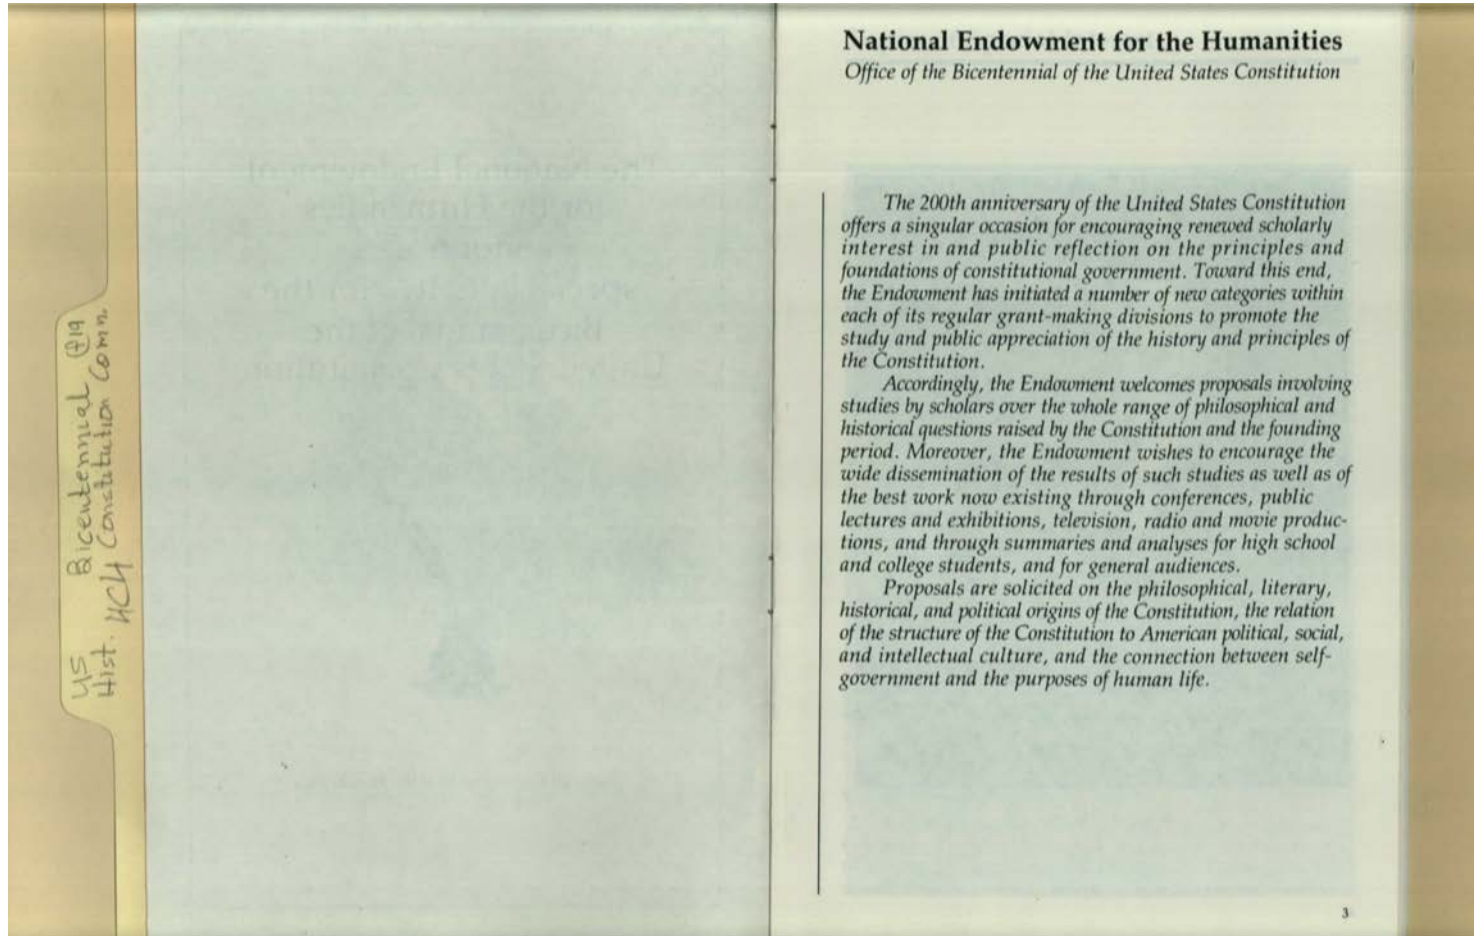 US Bicentennial @19
Hist. HCH Constitution Comn.
National Endowment for the Humanities
Office of the Bicentennial of the United States Constitution
The 200th anniversary of the United States Constitution
offers a singular occasion for encouraging renewed scholarly
interest in and public reflection on the principles and
foundations of constitutional government. Toward this end,
the Endowment has initiated a number of new categories within
each of its regular grant-making divisions to promote the
study and public appreciation of the history and principles of
the Constitution.
Accordingly, the Endowment welcomes proposals involving
studies by scholars over the whole range of philosophical and
historical questions raised by the Constitution and the founding
period. Moreover, the Endowment wishes to encourage the
wide dissemination of the results of such studies as well as of
the best work now existing through conferences, public
lectures and exhibitions, television, radio and movie produc-
tions, and through summaries and analyses for high school
and college students, and for general audiences.
Proposals are solicited on the philosophical, literary,
historical, and political origins of the Constitution, the relation
of the structure of the Constitution to American political, social,
and intellectual culture, and the connection between self-
government and the purposes of human life.
3